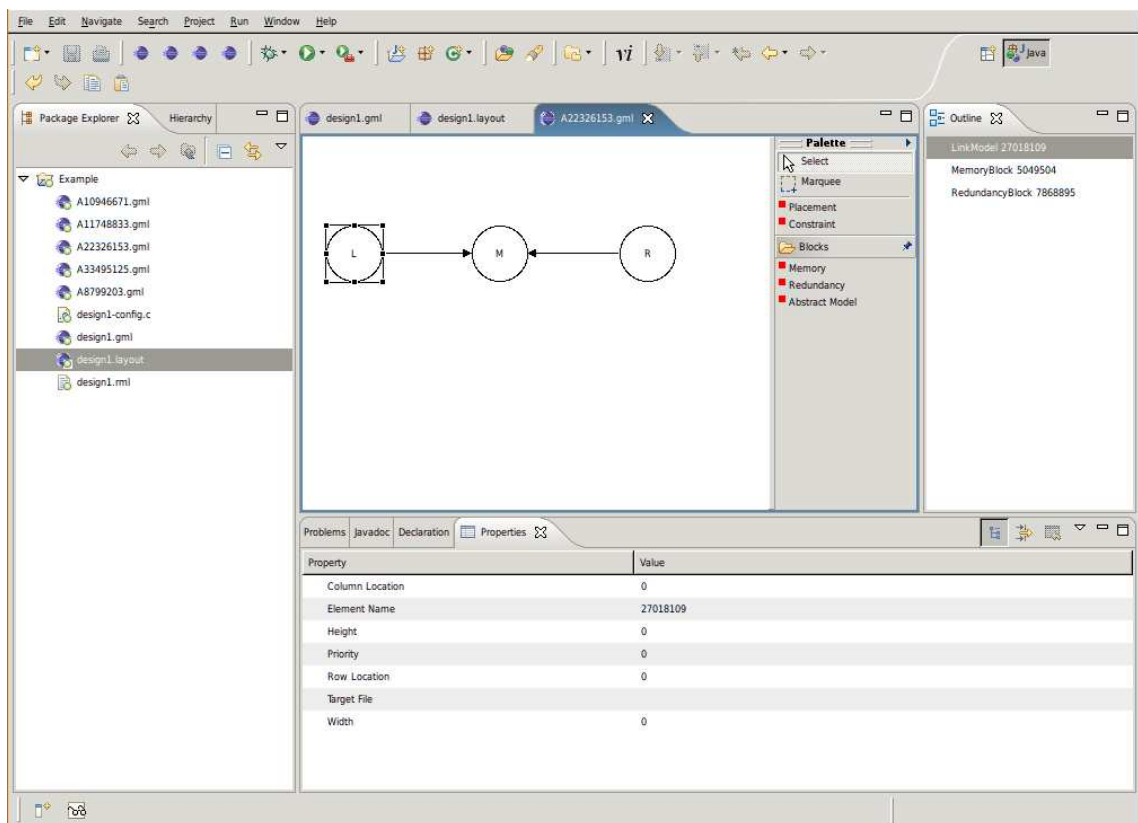 File Edit Navigate Search Project Run Window Help
vi
Java
Package Explorer Hierarchy
Example
A10946671.gml
A11748833.gml
A22326153.gml
A33495125.gml
A8799203.gml
design1-config.c
design1.gml
design1.layout
design1.rml
design1.gml design1.layout A22326153.gml
L M R
Palette
Select
Marquee
Placement
Constraint
Blocks
Memory
Redundancy
Abstract Model
Outline
LinkModel 27018109
MemoryBlock 5049504
RedundancyBlock 7868895
Problems Javadoc Declaration Properties
Property Value
Column Location 0
Element Name 27018109
Height 0
Priority 0
Row Location 0
Target File
Width 0